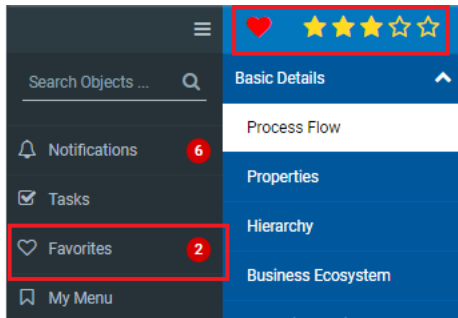 Search Objects ...
Notifications 6
Tasks
Favorites 2
My Menu
Basic Details
Process Flow
Properties
Hierarchy
Business Ecosystem